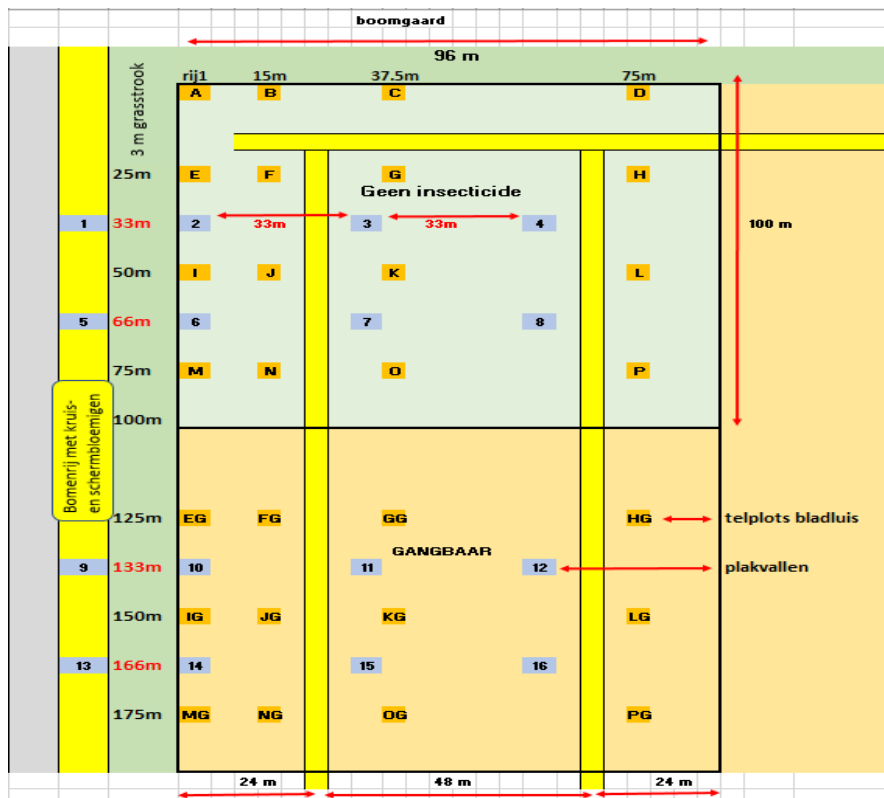 boomgaard
96 m
rij1 15m 37.5m 75m
3 m grasstrook
A B C D
25m E F G H
Geen insecticide
1 33m 2 33m 3 33m 4 100 m
50m I J K L
5 66m 6 7 8
75m M N O P
100m
Bomenrij met kruis-
en schermbloemigen
125m EG FG GG HG telplots bladluis
GANGBAAR
9 133m 10 11 12 plakvallen
150m IG JG KG LG
13 166m 14 15 16
175m MG NG OG PG
24 m 48 m 24 m